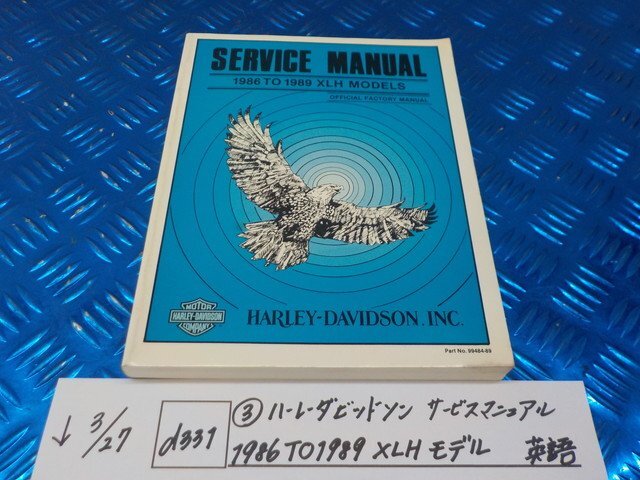 SERVICE MANUAL
1986 TO 1989 XLH MODELS
OFFICIAL FACTORY MANUAL
MOTOR
HARLEY-DAVIDSON
COMPANY
HARLEY-DAVIDSON, INC.
Part No. 99484-89
↓ 3/27 d331 ③ ハーレーダビッドソン サービスマニュアル
1986 TO 1989 XLH モデル 英語